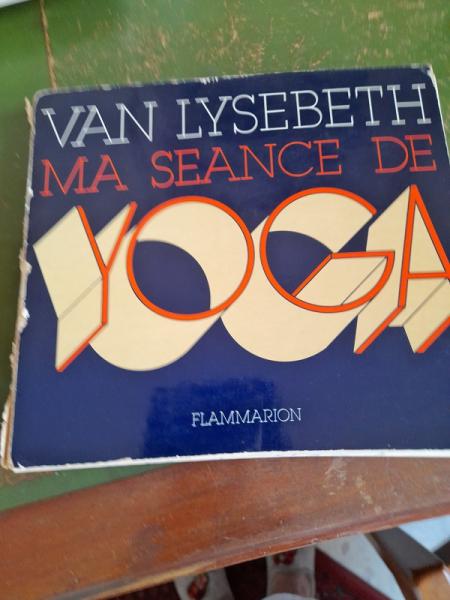 VAN LYSEBETH
MA SEANCE DE
YOGA
FLAMMARION